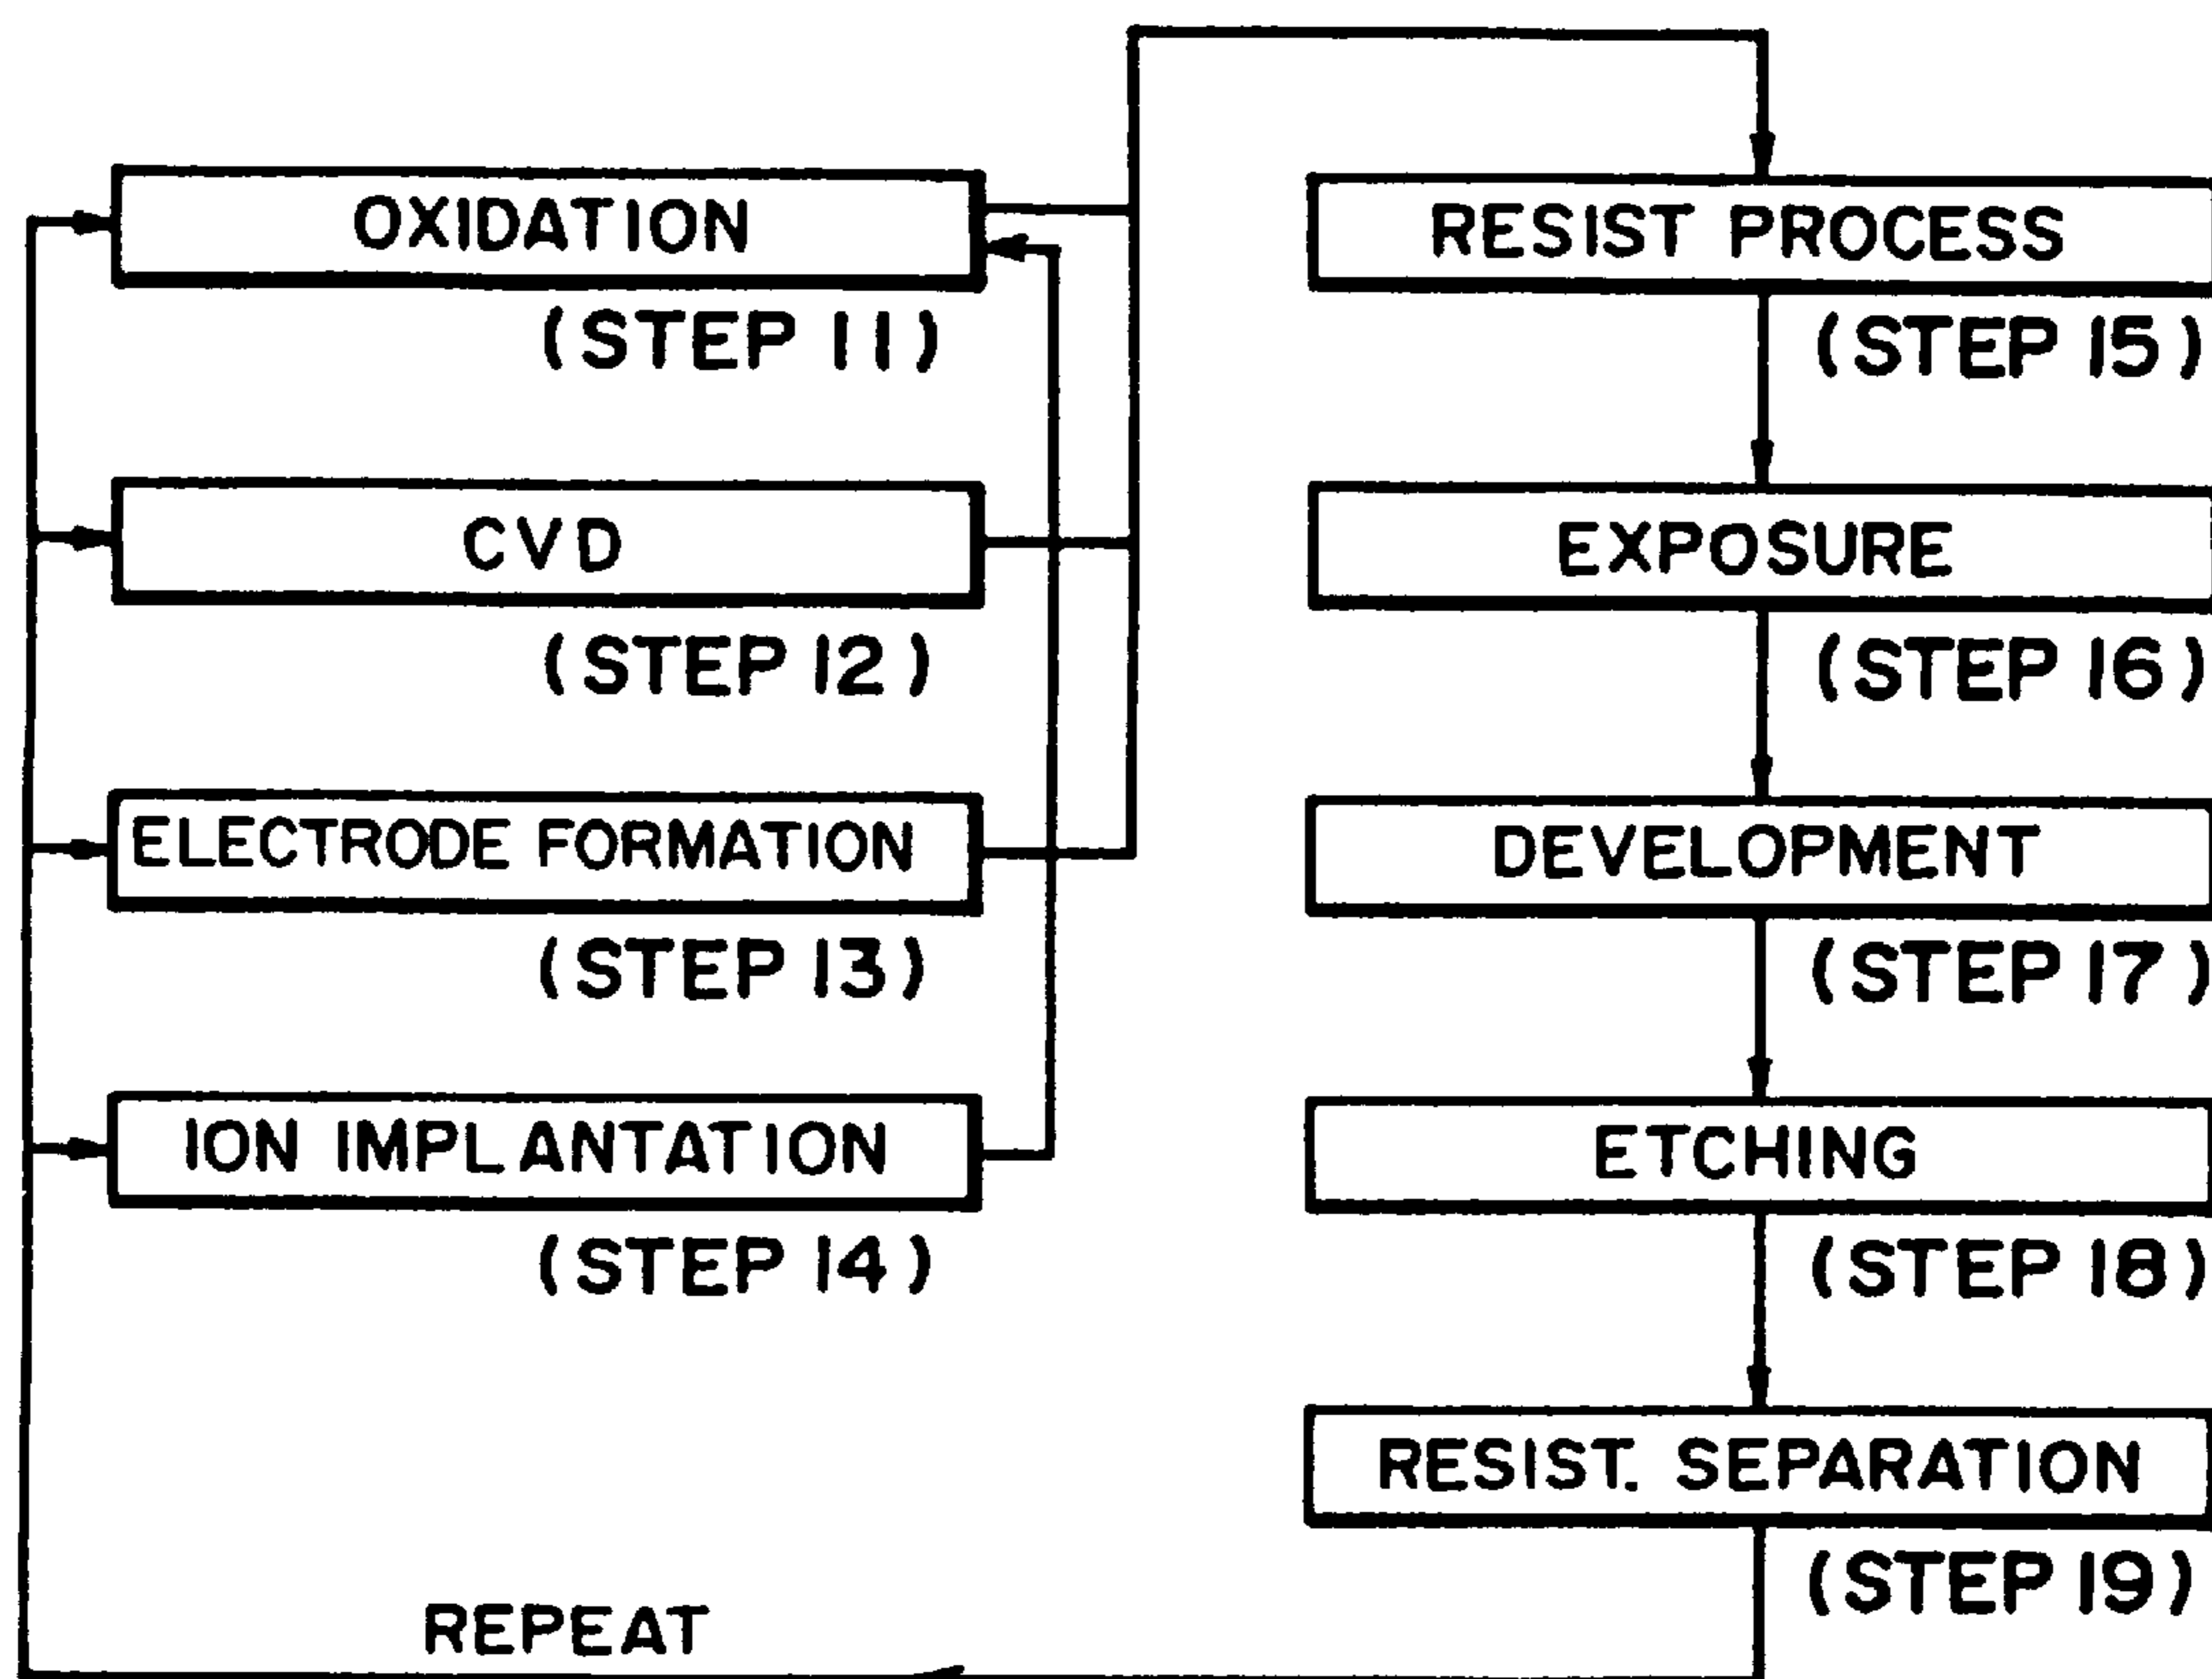 OXIDATION
(STEP 11)
CVD
(STEP 12)
ELECTRODE FORMATION
(STEP 13)
ION IMPLANTATION
(STEP 14)
RESIST PROCESS
(STEP 15)
EXPOSURE
(STEP 16)
DEVELOPMENT
(STEP 17)
ETCHING
(STEP 18)
RESIST. SEPARATION
(STEP 19)
REPEAT